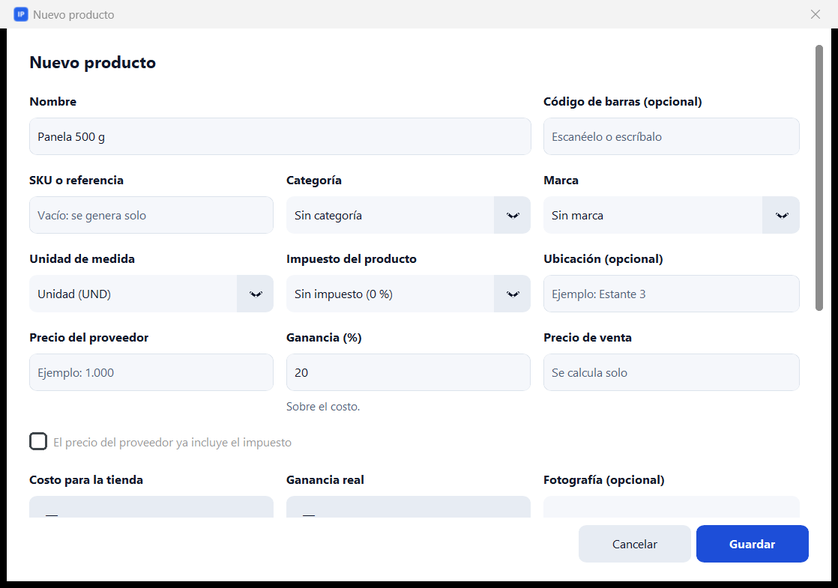 IP Nuevo producto
Nuevo producto
Nombre Código de barras (opcional)
Panela 500 g Escanéelo o escríbalo
SKU o referencia Categoría Marca
Vacío: se genera solo Sin categoría Sin marca
Unidad de medida Impuesto del producto Ubicación (opcional)
Unidad (UND) Sin impuesto (0 %) Ejemplo: Estante 3
Precio del proveedor Ganancia (%) Precio de venta
Ejemplo: 1.000 20 Se calcula solo
Sobre el costo.
El precio del proveedor ya incluye el impuesto
Costo para la tienda Ganancia real Fotografía (opcional)
— —
Cancelar Guardar